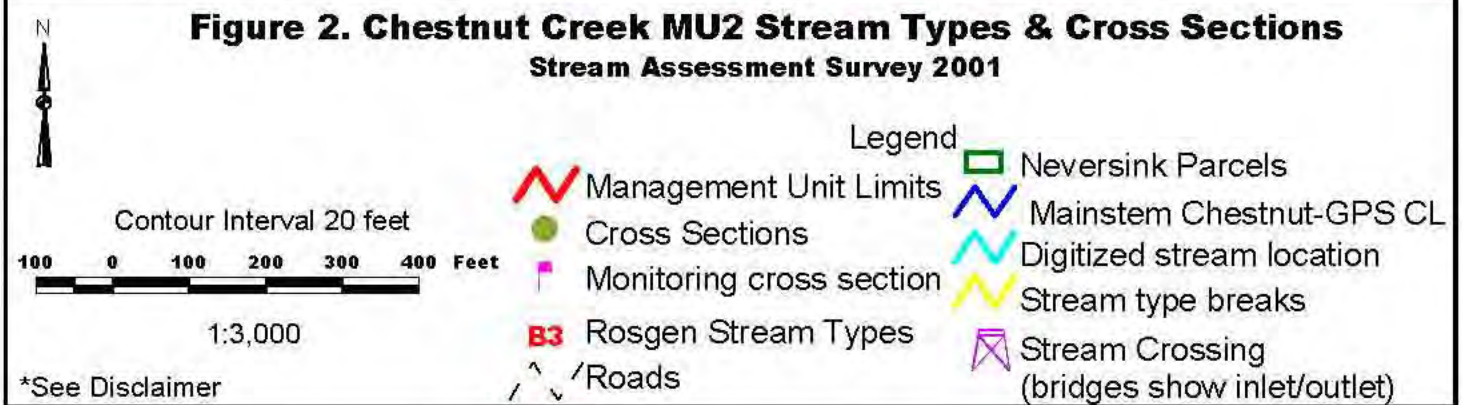 N
Figure 2. Chestnut Creek MU2 Stream Types & Cross Sections
Stream Assessment Survey 2001
Contour Interval 20 feet
100 0 100 200 300 400 Feet
1:3,000
*See Disclaimer
Legend
Management Unit Limits
Cross Sections
Monitoring cross section
B3 Rosgen Stream Types
Roads
Neversink Parcels
Mainstem Chestnut-GPS CL
Digitized stream location
Stream type breaks
Stream Crossing
(bridges show inlet/outlet)